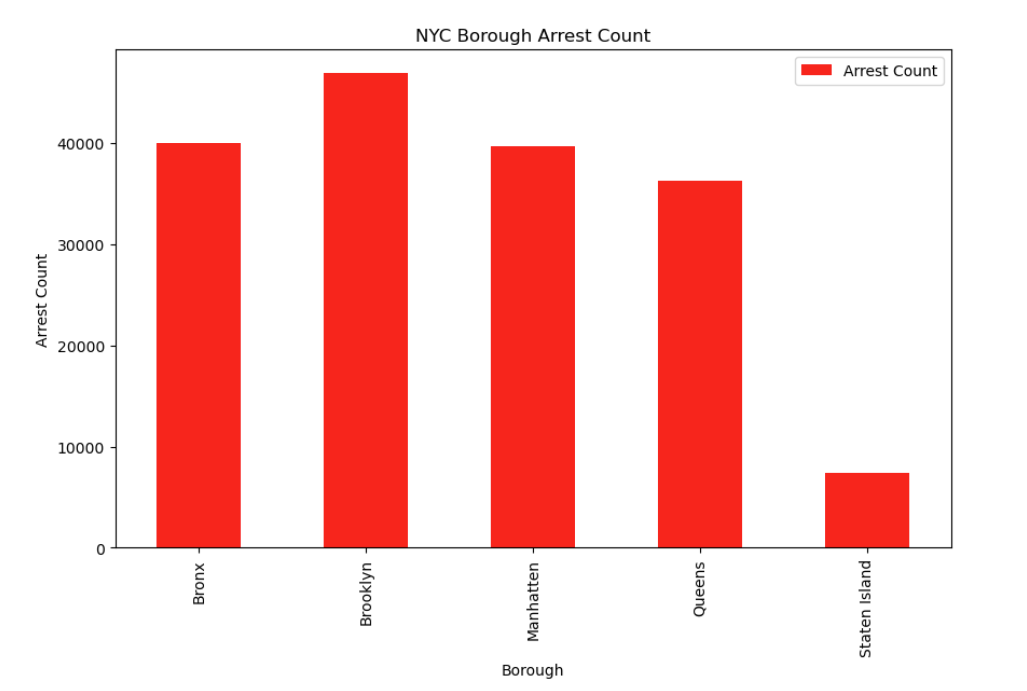 NYC Borough Arrest Count
Arrest Count
40000
30000
20000
10000
0
Arrest Count
Bronx
Brooklyn
Manhatten
Queens
Staten Island
Borough